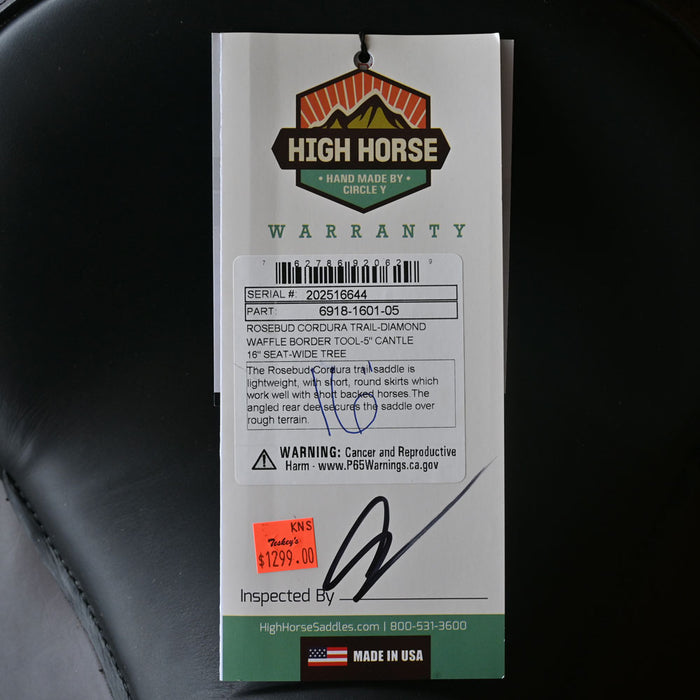 HIGH HORSE
• HAND MADE BY •
CIRCLE Y
WARRANTY
7 62786 92062 9
SERIAL #: 202516644
PART: 6918-1601-05
ROSEBUD CORDURA TRAIL-DIAMOND
WAFFLE BORDER TOOL-5" CANTLE
16" SEAT-WIDE TREE
The Rosebud Cordura trail saddle is
lightweight, with short, round skirts which
work well with short backed horses.The
angled rear dee secures the saddle over
rough terrain.
16"
WARNING: Cancer and Reproductive
Harm - www.P65Warnings.ca.gov
KNS
Teskey's
$1299.00
Inspected By
HighHorseSaddles.com | 800-531-3600
MADE IN USA